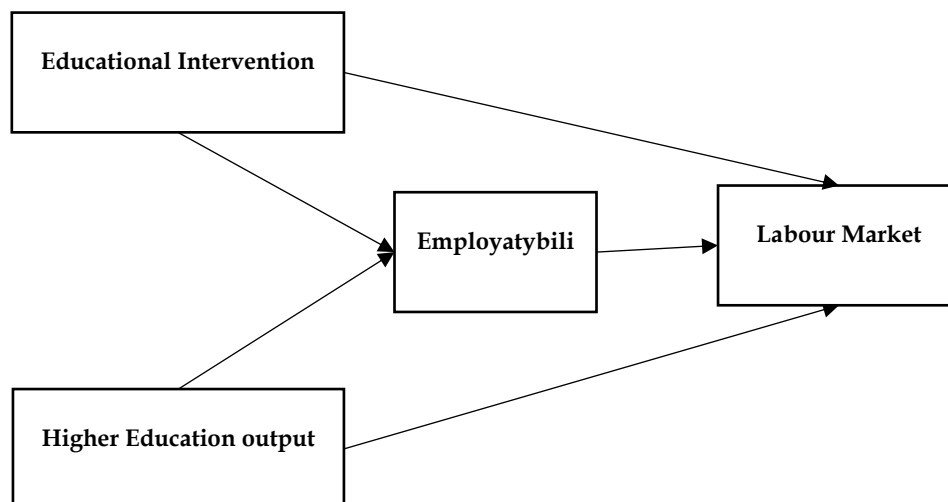 Educational Intervention
Employatybili
Labour Market
Higher Education output